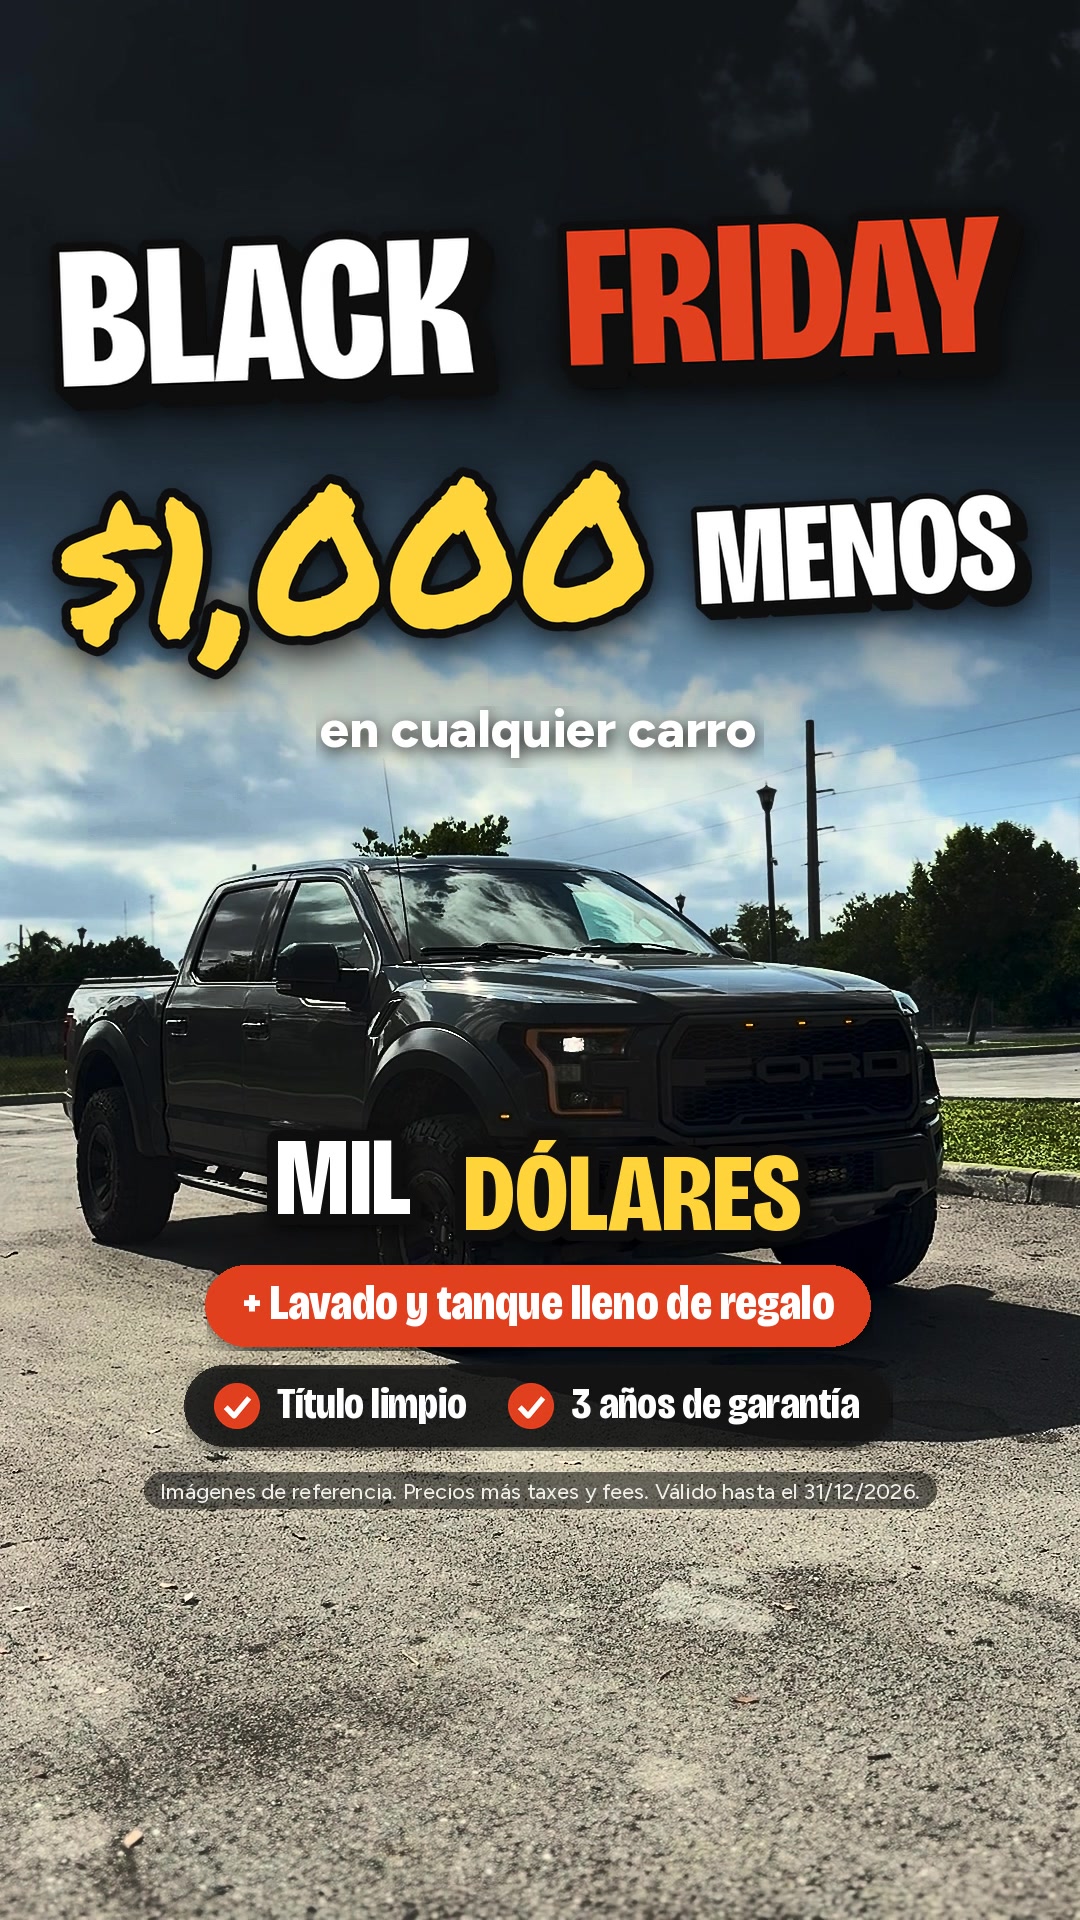 BLACK FRIDAY
$1,000 MENOS
en cualquier carro
FORD
MIL DÓLARES
+ Lavado y tanque lleno de regalo
Título limpio 3 años de garantía
Imágenes de referencia. Precios más taxes y fees. Válido hasta el 31/12/2026.